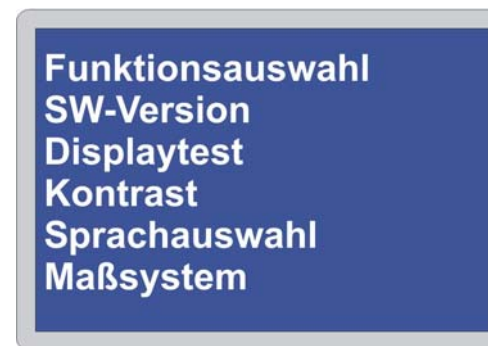 Funktionsauswahl
SW-Version
Displaytest
Kontrast
Sprachauswahl
Maßsystem